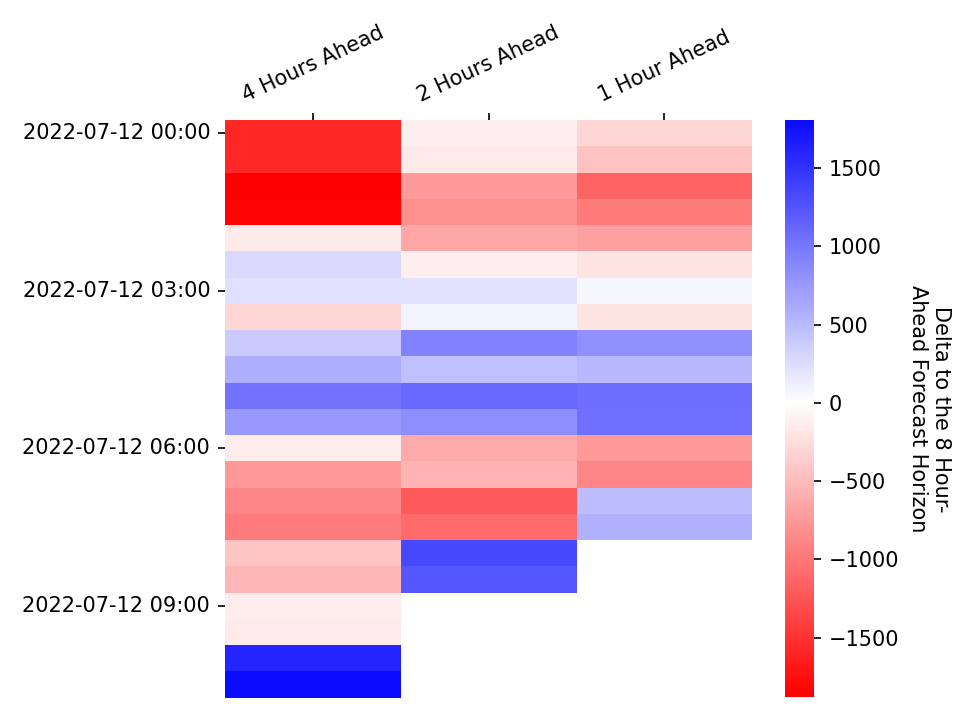 4 Hours Ahead
2 Hours Ahead
1 Hour Ahead
2022-07-12 00:00
2022-07-12 03:00
2022-07-12 06:00
2022-07-12 09:00
1500
1000
500
0
−500
−1000
−1500
Delta to the 8 Hour-
Ahead Forecast Horizon